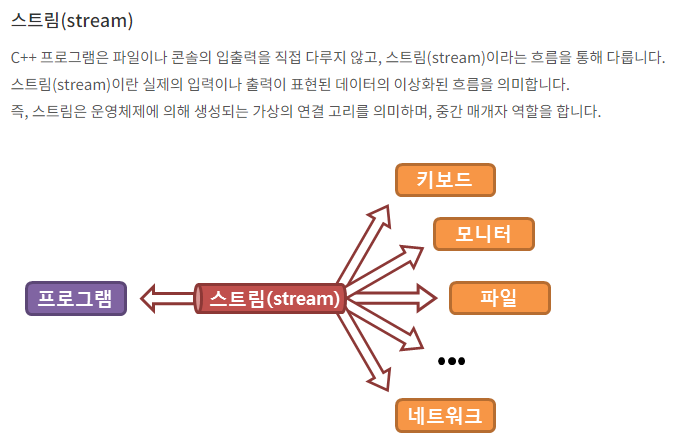 스트림(stream)
C++ 프로그램은 파일이나 콘솔의 입출력을 직접 다루지 않고, 스트림(stream)이라는 흐름을 통해 다룹니다.
스트림(stream)이란 실제의 입력이나 출력이 표현된 데이터의 이상화된 흐름을 의미합니다.
즉, 스트림은 운영체제에 의해 생성되는 가상의 연결 고리를 의미하며, 중간 매개자 역할을 합니다.
키보드
모니터
프로그램
스트림(stream)
파일
•••
네트워크